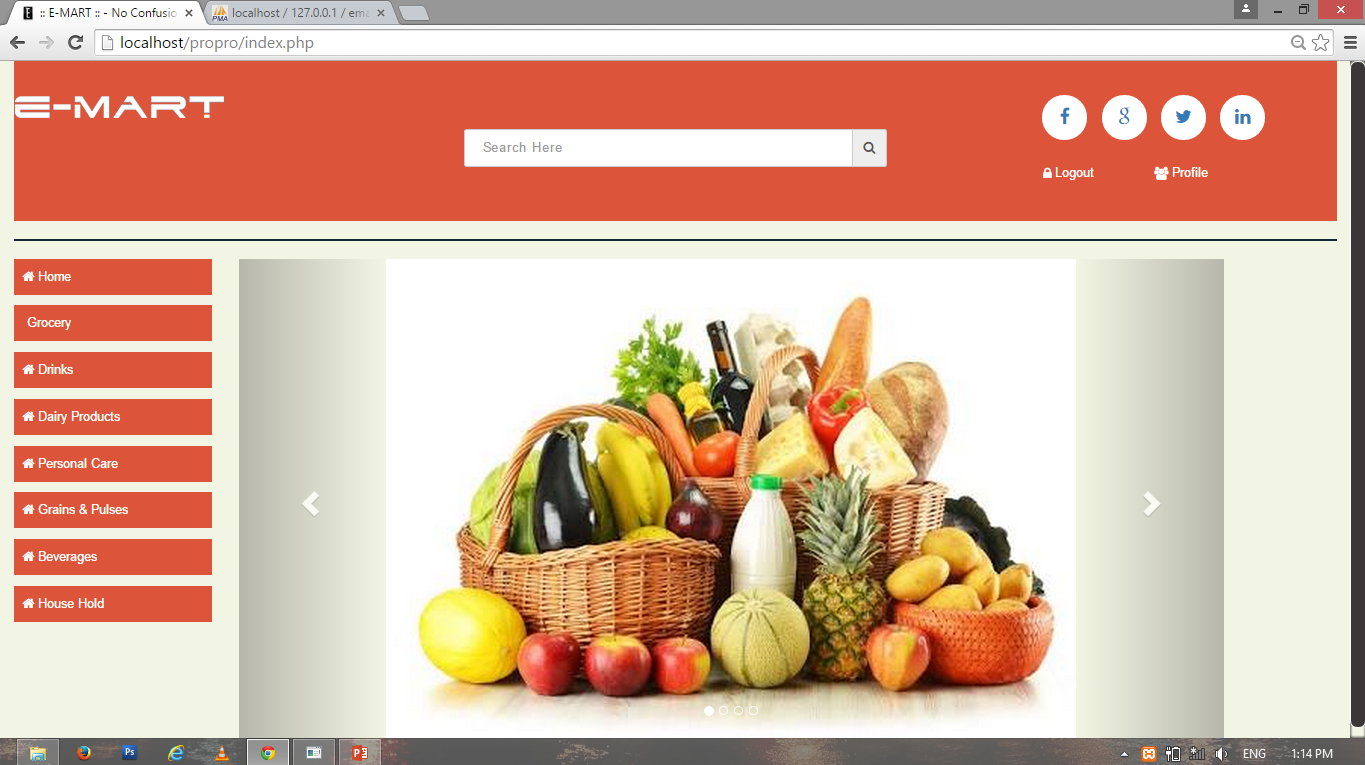 :: E-MART :: - No Confusio
localhost / 127.0.0.1 / ema
localhost/propro/index.php
E-MART
Search Here
Logout
Profile
Home
Grocery
Drinks
Dairy Products
Personal Care
Grains & Pulses
Beverages
House Hold
ENG
1:14 PM